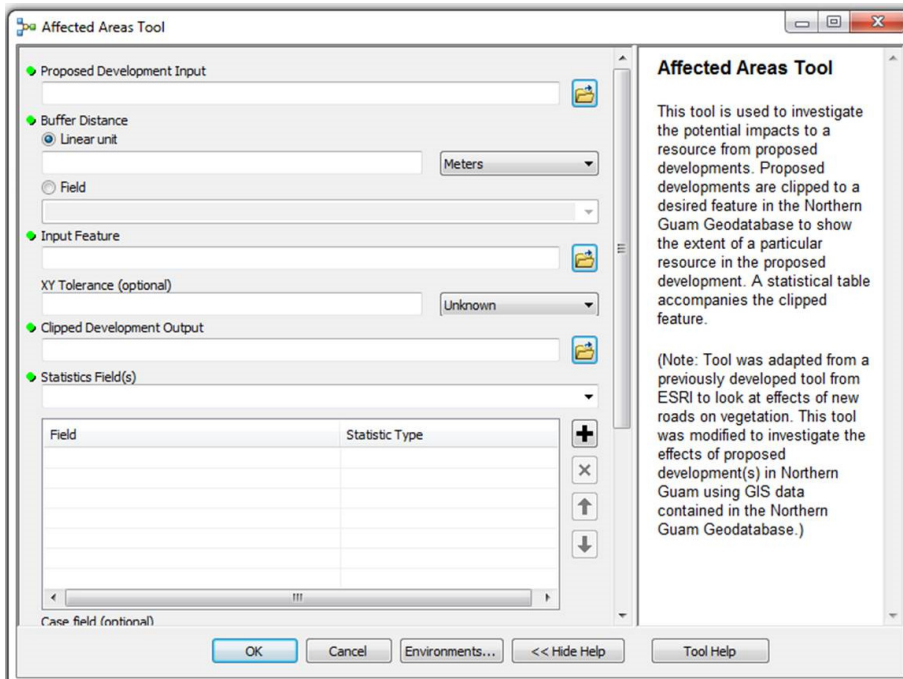 Affected Areas Tool
Proposed Development Input
Buffer Distance
Linear unit
Meters
Field
Input Feature
XY Tolerance (optional)
Unknown
Clipped Development Output
Statistics Field(s)
Field Statistic Type
Case field (optional)
OK Cancel Environments... << Hide Help Tool Help
Affected Areas Tool
This tool is used to investigate
the potential impacts to a
resource from proposed
developments. Proposed
developments are clipped to a
desired feature in the Northern
Guam Geodatabase to show
the extent of a particular
resource in the proposed
development. A statistical table
accompanies the clipped
feature.
(Note: Tool was adapted from a
previously developed tool from
ESRI to look at effects of new
roads on vegetation. This tool
was modified to investigate the
effects of proposed
development(s) in Northern
Guam using GIS data
contained in the Northern
Guam Geodatabase.)